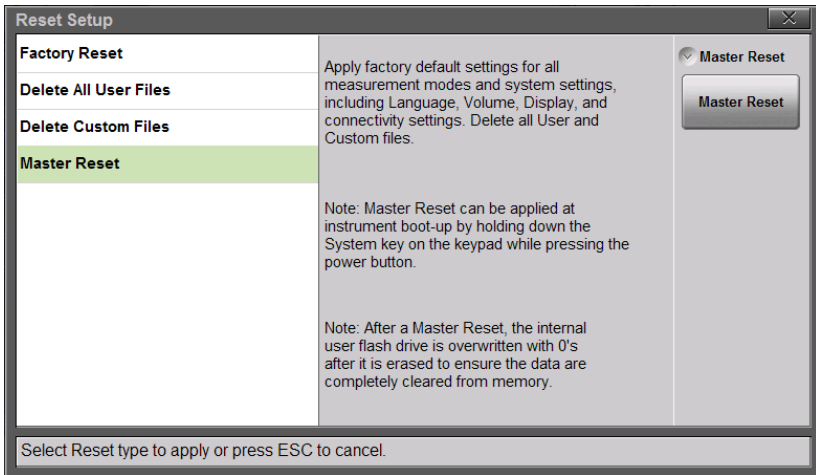 Reset Setup
Factory Reset
Delete All User Files
Delete Custom Files
Master Reset
Apply factory default settings for all
measurement modes and system settings,
including Language, Volume, Display, and
connectivity settings. Delete all User and
Custom files.
Note: Master Reset can be applied at
instrument boot-up by holding down the
System key on the keypad while pressing the
power button.
Note: After a Master Reset, the internal
user flash drive is overwritten with 0's
after it is erased to ensure the data are
completely cleared from memory.
Master Reset
Master Reset
Select Reset type to apply or press ESC to cancel.